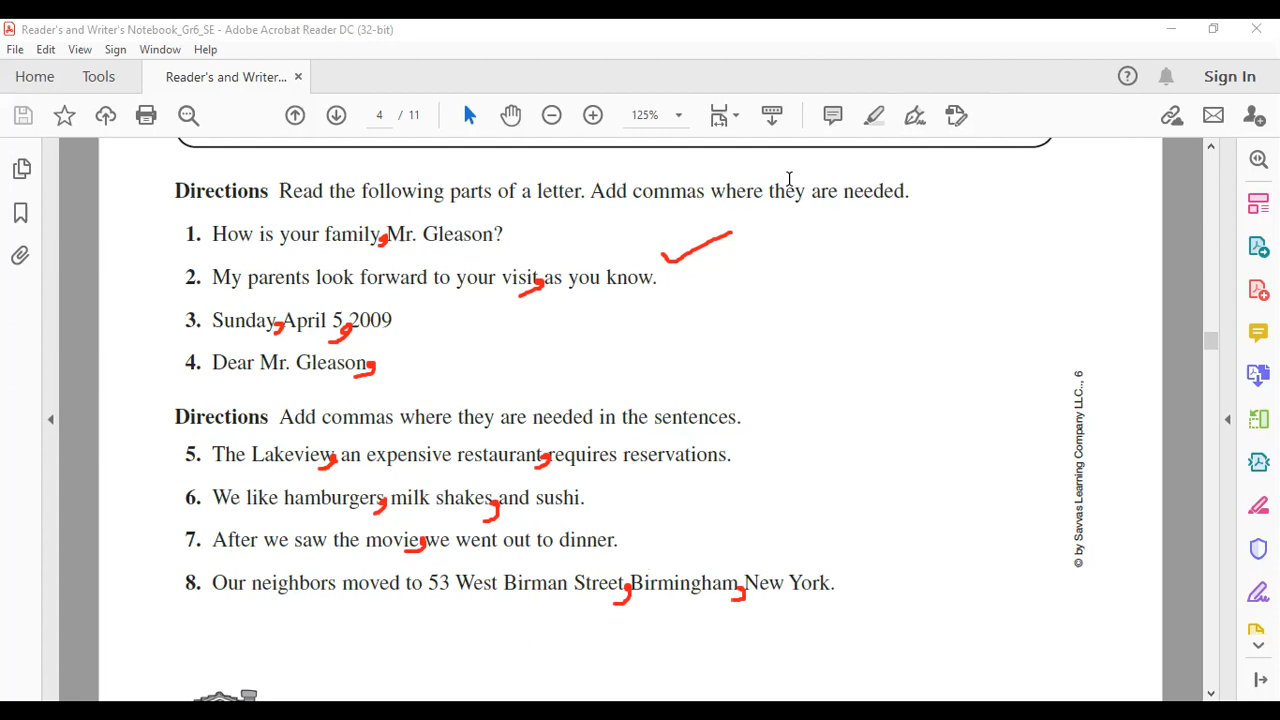 Reader's and Writer's Notebook_Gr6_SE - Adobe Acrobat Reader DC (32-bit)
File Edit View Sign Window Help
Home Tools Reader's and Writer... × Sign In
4 / 11 125%
Directions Read the following parts of a letter. Add commas where they are needed.
1. How is your family, Mr. Gleason?
2. My parents look forward to your visit, as you know.
3. Sunday, April 5, 2009
4. Dear Mr. Gleason,
Directions Add commas where they are needed in the sentences.
5. The Lakeview, an expensive restaurant, requires reservations.
6. We like hamburgers, milk shakes, and sushi.
7. After we saw the movie, we went out to dinner.
8. Our neighbors moved to 53 West Birman Street, Birmingham, New York.
© by Savvas Learning Company LLC., 6